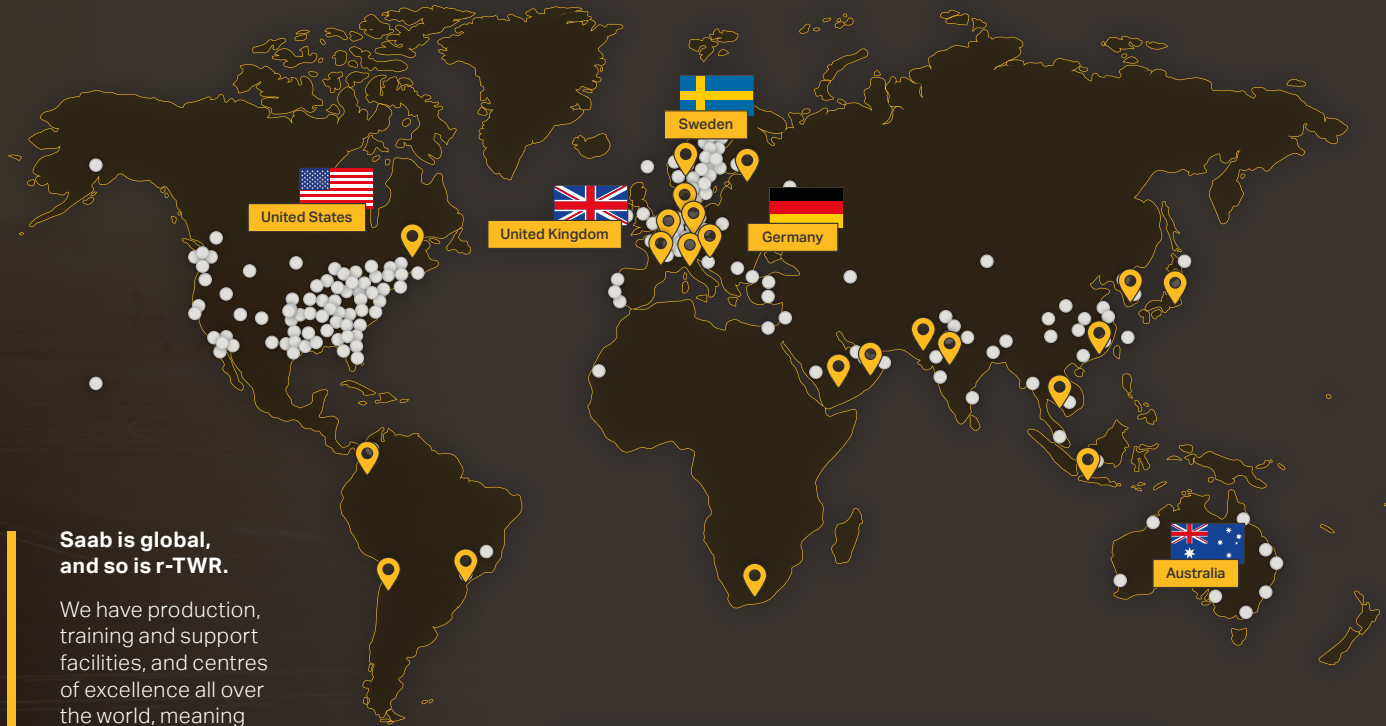 Sweden
United States
United Kingdom
Germany
Australia
Saab is global,
and so is r-TWR.
We have production,
training and support
facilities, and centres
of excellence all over
the world, meaning